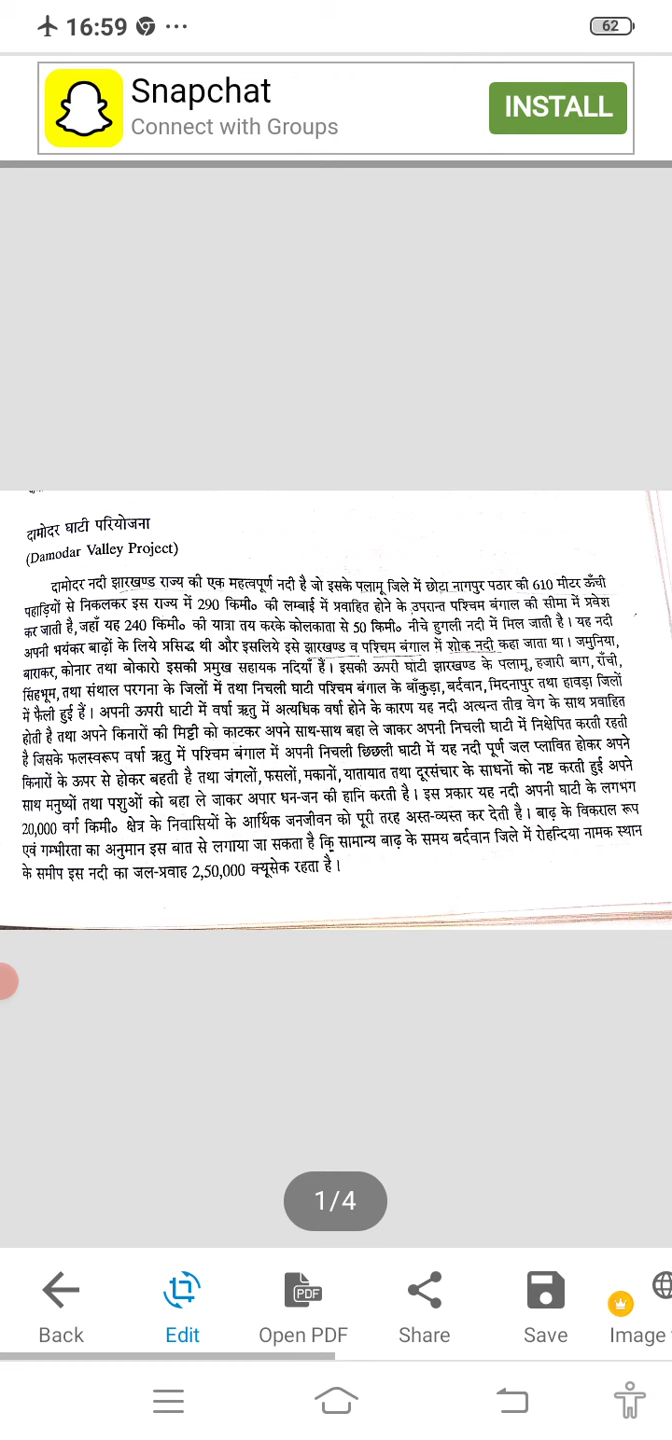 16:59
62
Snapchat
Connect with Groups
INSTALL
दामोदर घाटी परियोजना
(Damodar Valley Project)
दामोदर नदी झारखण्ड राज्य की एक महत्वपूर्ण नदी है जो इसके पलामू जिले में छोटा नागपुर पठार की 610 मीटर ऊँची
पहाड़ियों से निकलकर इस राज्य में 290 किमी० की लम्बाई में प्रवाहित होने के उपरान्त पश्चिम बंगाल की सीमा में प्रवेश
कर जाती है, जहाँ यह 240 किमी० की यात्रा तय करके कोलकाता से 50 किमी० नीचे हुगली नदी में मिल जाती है। यह नदी
अपनी भयंकर बाढ़ों के लिये प्रसिद्ध थी और इसलिये इसे झारखण्ड व पश्चिम बंगाल में शोक नदी कहा जाता था। जमुनिया,
बाराकर, कोनार तथा बोकारो इसकी प्रमुख सहायक नदियाँ हैं। इसकी ऊपरी घाटी झारखण्ड के पलामू, हजारी बाग, राँची,
सिंहभूम, तथा संथाल परगना के जिलों में तथा निचली घाटी पश्चिम बंगाल के बाँकुड़ा, बर्दवान, मिदनापुर तथा हावड़ा जिलों
में फैली हुई हैं। अपनी ऊपरी घाटी में वर्षा ऋतु में अत्यधिक वर्षा होने के कारण यह नदी अत्यन्त तीव्र वेग के साथ प्रवाहित
होती है तथा अपने किनारों की मिट्टी को काटकर अपने साथ-साथ बहा ले जाकर अपनी निचली घाटी में निक्षेपित करती रहती
है जिसके फलस्वरूप वर्षा ऋतु में पश्चिम बंगाल में अपनी निचली छिछली घाटी में यह नदी पूर्ण जल प्लावित होकर अपने
किनारों के ऊपर से होकर बहती है तथा जंगलों, फसलों, मकानों, यातायात तथा दूरसंचार के साधनों को नष्ट करती हुई अपने
साथ मनुष्यों तथा पशुओं को बहा ले जाकर अपार धन-जन की हानि करती है। इस प्रकार यह नदी अपनी घाटी के लगभग
20,000 वर्ग किमी० क्षेत्र के निवासियों के आर्थिक जनजीवन को पूरी तरह अस्त-व्यस्त कर देती है। बाढ़ के विकराल रूप
एवं गम्भीरता का अनुमान इस बात से लगाया जा सकता है कि सामान्य बाढ़ के समय बर्दवान जिले में रोहन्दिया नामक स्थान
के समीप इस नदी का जल-प्रवाह 2,50,000 क्यूसेक रहता है।
1/4
PDF
Back Edit Open PDF Share Save Image